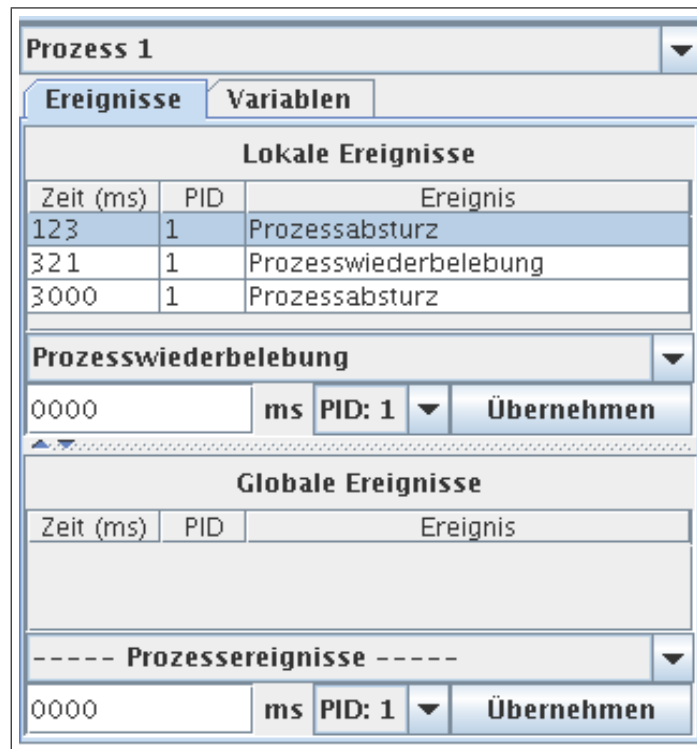 Prozess 1
Ereignisse Variablen
Lokale Ereignisse
Zeit (ms) PID Ereignis
123 1 Prozessabsturz
321 1 Prozesswiederbelebung
3000 1 Prozessabsturz
Prozesswiederbelebung
0000 ms PID: 1 Übernehmen
Globale Ereignisse
Zeit (ms) PID Ereignis
----- Prozessereignisse -----
0000 ms PID: 1 Übernehmen